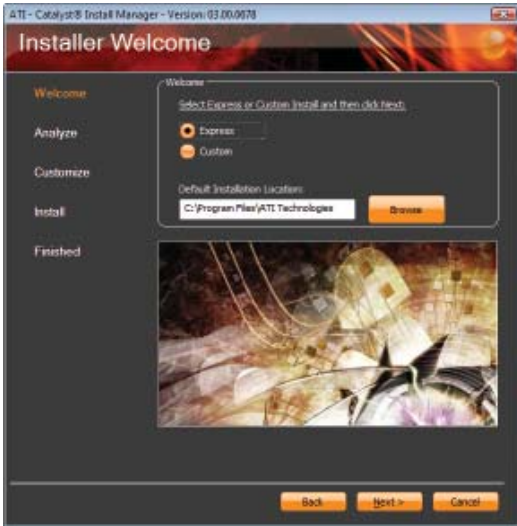 ATI - Catalyst® Install Manager - Version: 03.00.0678
Installer Welcome
Welcome
Analyze
Customize
Install
Finished
Welcome
Select Express or Custom Install and then click Next:
Express
Custom
Default Installation Location:
C:\Program Files\ATI Technologies
Browse
Back
Next >
Cancel